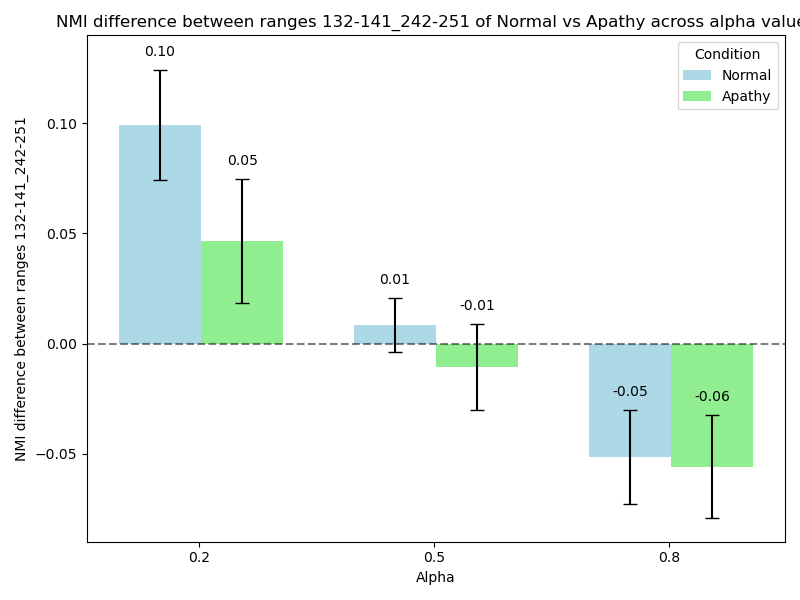 NMI difference between ranges 132-141_242-251 of Normal vs Apathy across alpha value
NMI difference between ranges 132-141_242-251
0.10
0.05
0.00
−0.05
0.10
0.05
0.01
-0.01
-0.05
-0.06
Condition
Normal
Apathy
0.2
0.5
0.8
Alpha